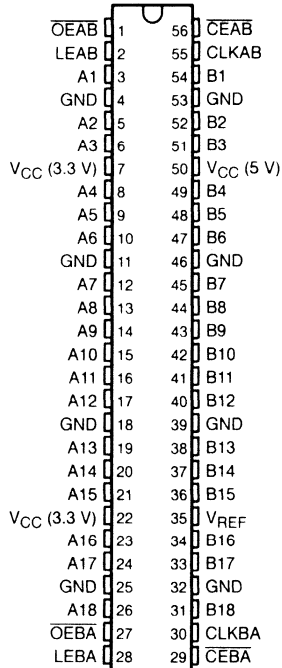 OEAB 1 56 CEAB
LEAB 2 55 CLKAB
A1 3 54 B1
GND 4 53 GND
A2 5 52 B2
A3 6 51 B3
VCC (3.3 V) 7 50 VCC (5 V)
A4 8 49 B4
A5 9 48 B5
A6 10 47 B6
GND 11 46 GND
A7 12 45 B7
A8 13 44 B8
A9 14 43 B9
A10 15 42 B10
A11 16 41 B11
A12 17 40 B12
GND 18 39 GND
A13 19 38 B13
A14 20 37 B14
A15 21 36 B15
VCC (3.3 V) 22 35 VREF
A16 23 34 B16
A17 24 33 B17
GND 25 32 GND
A18 26 31 B18
OEBA 27 30 CLKBA
LEBA 28 29 CEBA